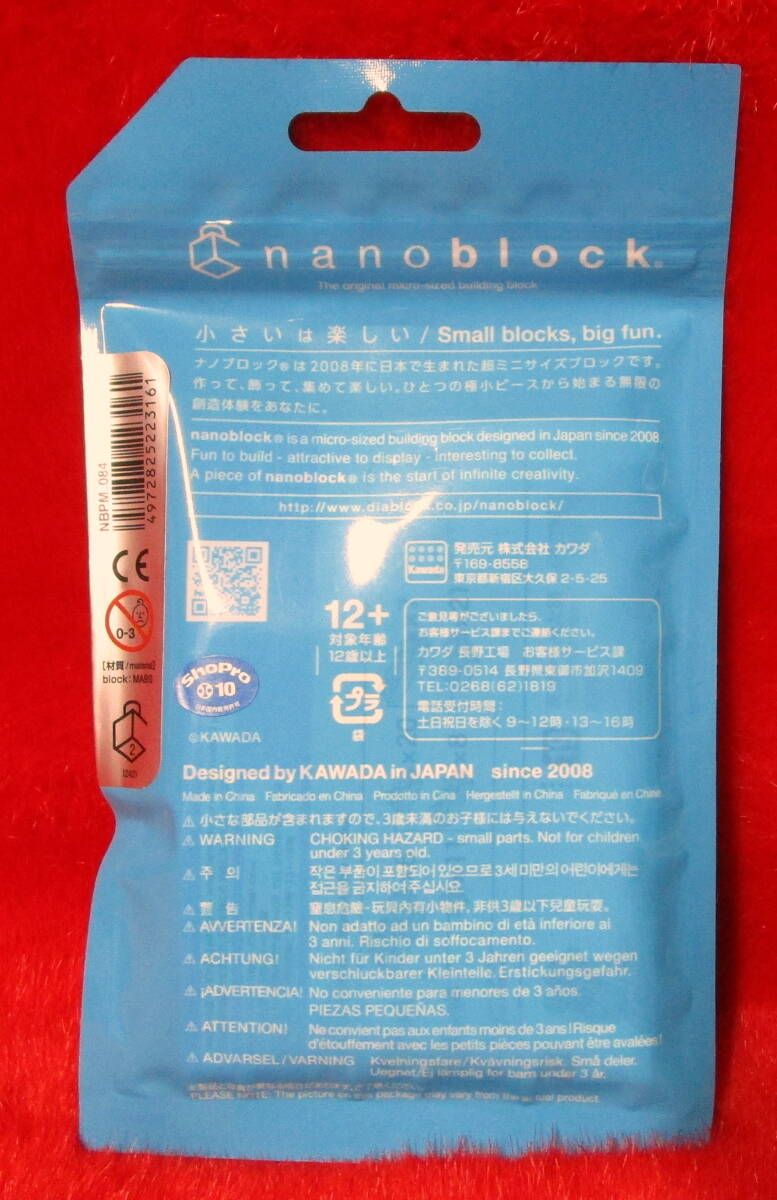 nanoblock®
The original micro-sized building block
小さいは楽しい / Small blocks, big fun.
ナノブロック®は2008年に日本で生まれた超ミニサイズブロックです。
作って、飾って、集めて楽しい。ひとつの極小ピースから始まる無限の
創造体験をあなたに。
nanoblock® is a micro-sized building block designed in Japan since 2008.
Fun to build - attractive to display - interesting to collect.
A piece of nanoblock® is the start of infinite creativity.
http://www.diablock.co.jp/nanoblock/
NBPM_084
4972825223161
CE
0-3
[材質/material]
block:MABS
2
Kawada
発売元 株式会社 カワダ
〒169-8558
東京都新宿区大久保 2-5-25
12+
対象年齢
12歳以上
プラ
袋
ShoPro
10
©KAWADA
ご意見等がございましたら、
お客様サービス課までご連絡ください。
カワダ 長野工場 お客様サービス課
〒389-0514 長野県東御市加沢1409
TEL:0268(62)1819
電話受付時間:
土日祝日を除く 9〜12時・13〜16時
Designed by KAWADA in JAPAN since 2008
Made in China Fabricado en China Prodotto in Cina Hergestellt in China Fabriqué en Chine
⚠ 小さな部品が含まれますので、3歳未満のお子様には与えないでください。
⚠ WARNING CHOKING HAZARD - small parts. Not for children
under 3 years old.
⚠ 주 의 작은 부품이 포함되어 있으므로 3세 미만의 어린이에게는
접근을 금지하여 주십시요.
⚠ 警 告 窒息危險-玩具內有小物件，非供3歲以下兒童玩耍。
⚠ AVVERTENZA! Non adatto ad un bambino di età inferiore ai
3 anni. Rischio di soffocamento.
⚠ ACHTUNG! Nicht für Kinder unter 3 Jahren geeignet wegen
verschluckbarer Kleinteile. Erstickungsgefahr.
⚠ ¡ADVERTENCIA! No conveniente para menores de 3 años.
PIEZAS PEQUEÑAS.
⚠ ATTENTION! Ne convient pas aux enfants moins de 3 ans! Risque
d'étouffement avec les petits pièces pouvant être avalées!
⚠ ADVARSEL/VARNING Kvelningsfare/Kvävningsrisk. Små deler.
Uegnet/Ej lämplig for barn under 3 år.
PLEASE NOTE: The picture on this package may vary from the actual product.